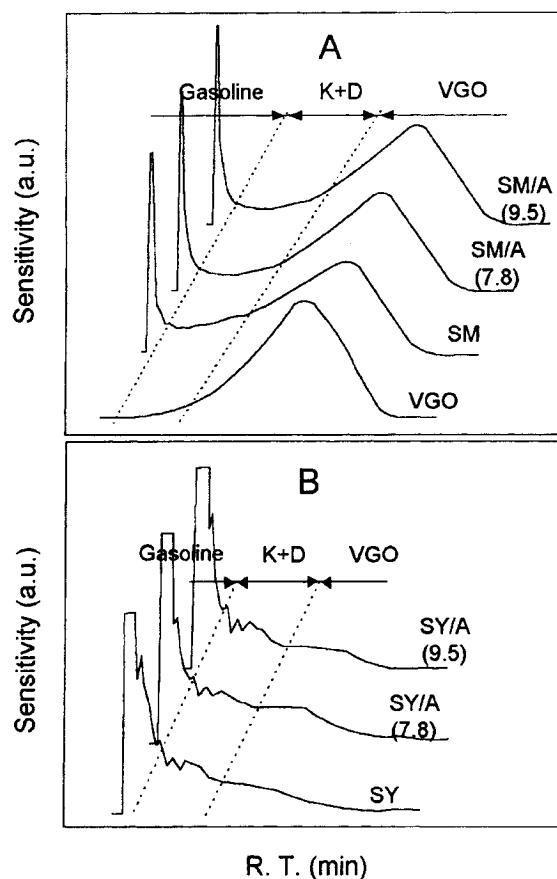 A
Gasoline K+D VGO
SM/A
(9.5)
SM/A
(7.8)
SM
VGO
Sensitivity (a.u.)
B
Gasoline K+D VGO
SY/A
(9.5)
SY/A
(7.8)
SY
Sensitivity (a.u.)
R. T. (min)